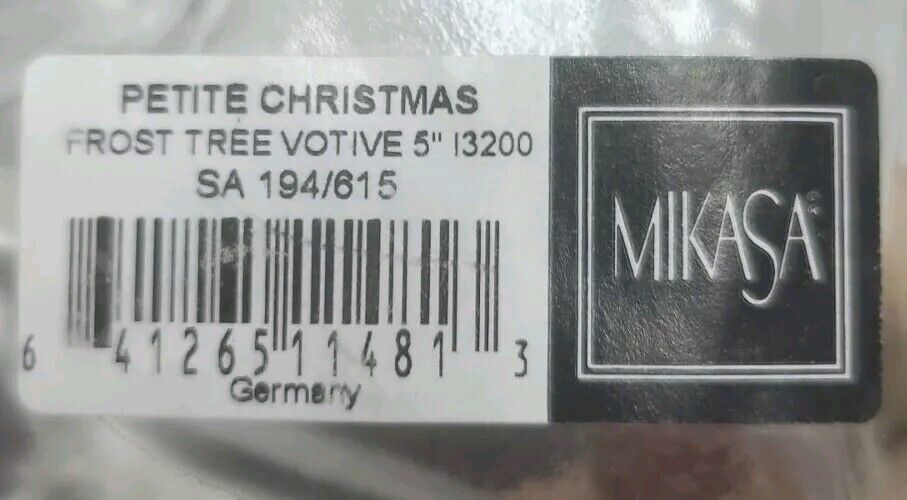 PETITE CHRISTMAS
FROST TREE VOTIVE 5" I3200
SA 194/615
6 41265 11481 3
Germany
MIKASA®